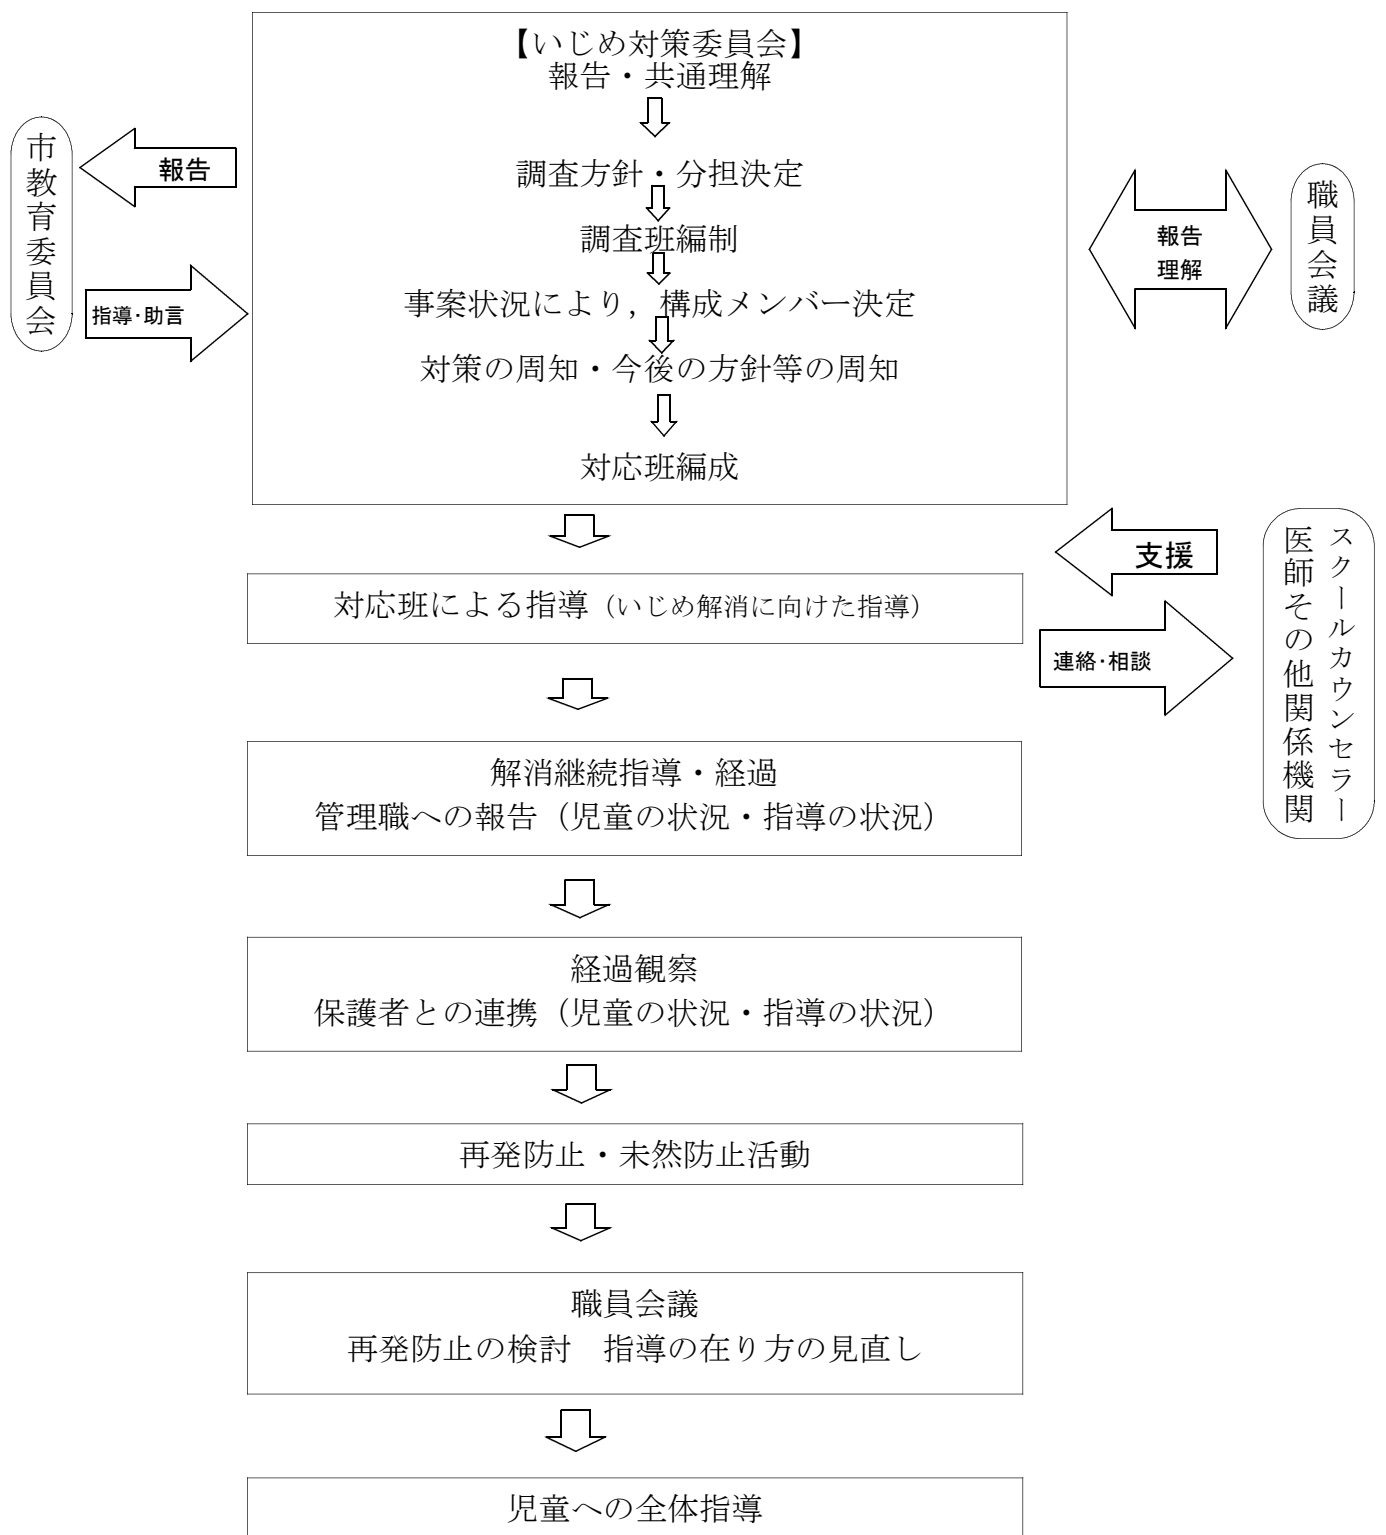 【いじめ対策委員会】
報告・共通理解
市教育委員会
報告
調査方針・分担決定
調査班編制
指導･助言
事案状況により，構成メンバー決定
対策の周知・今後の方針等の周知
対応班編成
報告
理解
職員会議
対応班による指導（いじめ解消に向けた指導）
支援
連絡･相談
スクールカウンセラー
医師その他関係機関
解消継続指導・経過
管理職への報告（児童の状況・指導の状況）
経過観察
保護者との連携（児童の状況・指導の状況）
再発防止・未然防止活動
職員会議
再発防止の検討　指導の在り方の見直し
児童への全体指導